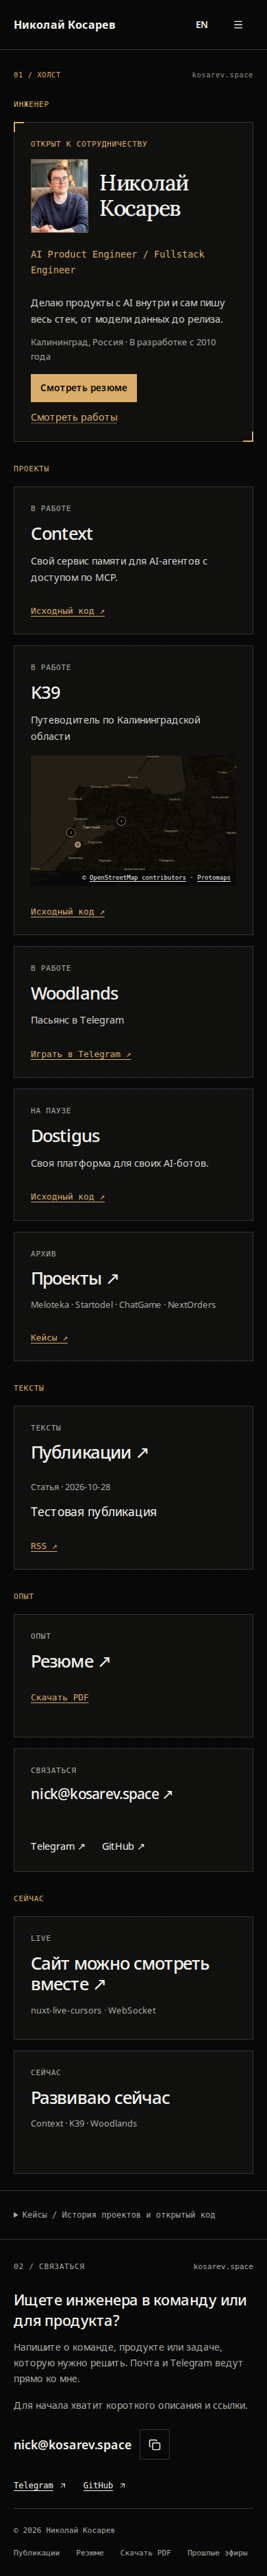 Николай Косарев
EN
01 / ХОЛСТ
kosarev.space
ИНЖЕНЕР
ОТКРЫТ К СОТРУДНИЧЕСТВУ
Николай
Косарев
AI Product Engineer / Fullstack
Engineer
Делаю продукты с AI внутри и сам пишу
весь стек, от модели данных до релиза.
Калининград, Россия · В разработке с 2010
года
Смотреть резюме
Смотреть работы
ПРОЕКТЫ
В РАБОТЕ
Context
Свой сервис памяти для AI-агентов с
доступом по MCP.
Исходный код ↗
В РАБОТЕ
K39
Путеводитель по Калининградской
области
© OpenStreetMap contributors · Protomaps
Исходный код ↗
В РАБОТЕ
Woodlands
Пасьянс в Telegram
Играть в Telegram ↗
НА ПАУЗЕ
Dostigus
Своя платформа для своих AI-ботов.
Исходный код ↗
АРХИВ
Проекты ↗
Meloteka · Startodel · ChatGame · NextOrders
Кейсы ↗
ТЕКСТЫ
ТЕКСТЫ
Публикации ↗
Статья · 2026-10-28
Тестовая публикация
RSS ↗
ОПЫТ
ОПЫТ
Резюме ↗
Скачать PDF
СВЯЗАТЬСЯ
nick@kosarev.space ↗
Telegram ↗ GitHub ↗
СЕЙЧАС
LIVE
Сайт можно смотреть
вместе ↗
nuxt-live-cursors · WebSocket
СЕЙЧАС
Развиваю сейчас
Context · K39 · Woodlands
▶ Кейсы / История проектов и открытый код
02 / СВЯЗАТЬСЯ
kosarev.space
Ищете инженера в команду или
для продукта?
Напишите о команде, продукте или задаче,
которую нужно решить. Почта и Telegram ведут
прямо ко мне.
Для начала хватит короткого описания и ссылки.
nick@kosarev.space
Telegram ↗ GitHub ↗
© 2026 Николай Косарев
Публикации Резюме Скачать PDF Прошлые эфиры